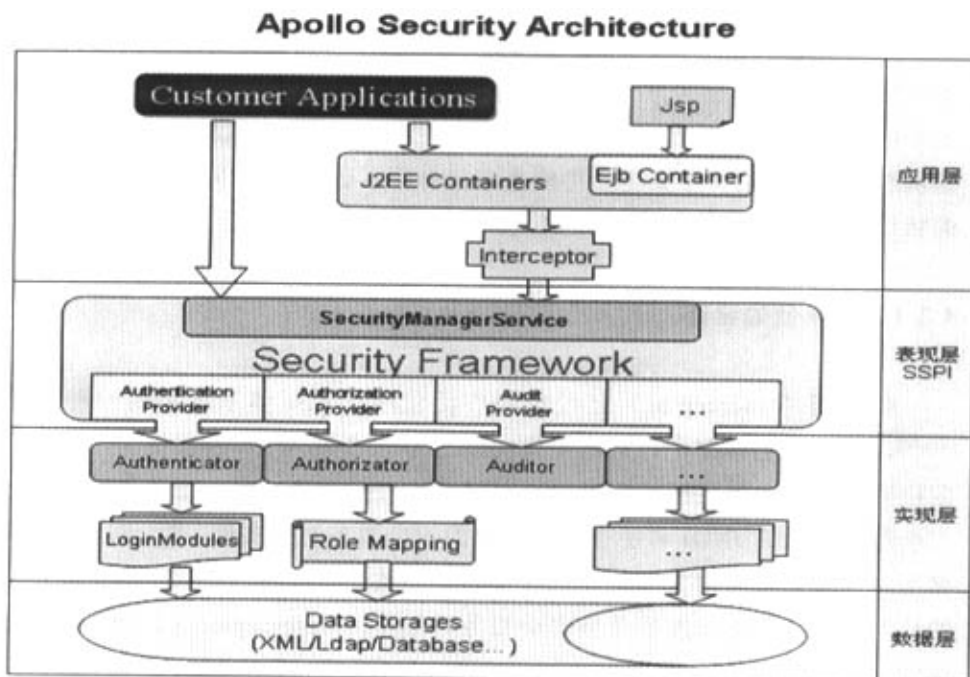 Apollo Security Architecture
Customer Applications
Jsp
J2EE Containers
Ejb Container
应用层
Interceptor
SecurityManagerService
Security Framework
表现层
SSPI
Authentication
Provider
Authorization
Provider
Audit
Provider
...
Authenticator
Authorizator
Auditor
...
实现层
LoginModules
Role Mapping
...
Data Storages
(XML/Ldap/Database...)
数据层